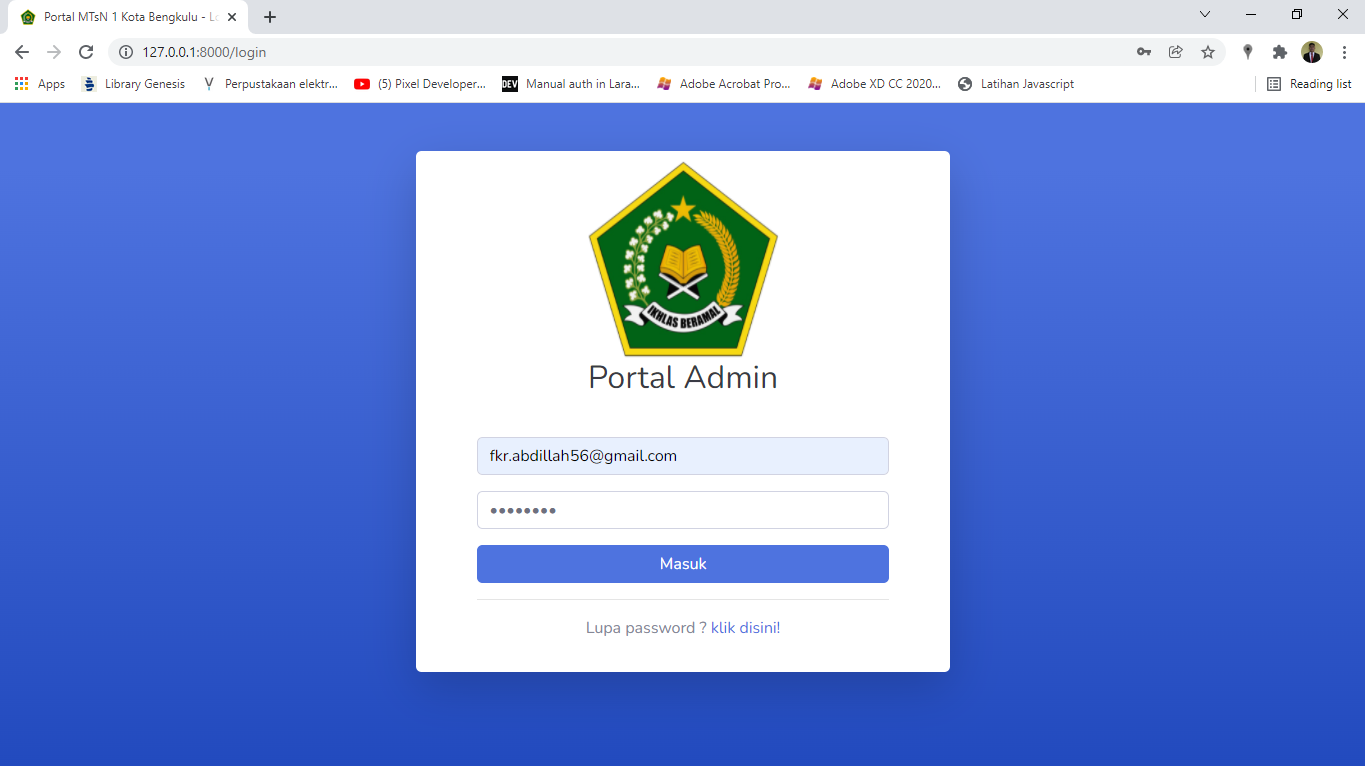 Portal MTsN 1 Kota Bengkulu - Lo
127.0.0.1:8000/login
Apps
Library Genesis
Perpustakaan elektr...
(5) Pixel Developer...
DEV
Manual auth in Lara...
Adobe Acrobat Pro...
Adobe XD CC 2020...
Latihan Javascript
Reading list
IKHLAS BERAMAL
Portal Admin
fkr.abdillah56@gmail.com
••••••••
Masuk
Lupa password ? klik disini!